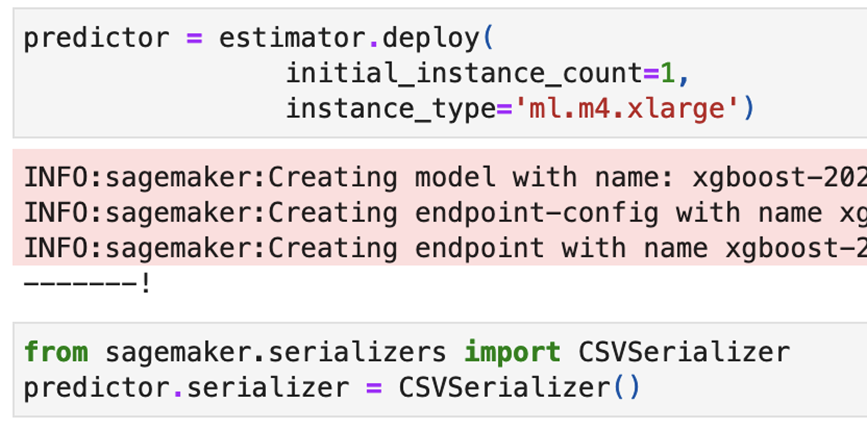 predictor = estimator.deploy(
initial_instance_count=1,
instance_type='ml.m4.xlarge')
INFO:sagemaker:Creating model with name: xgboost-202
INFO:sagemaker:Creating endpoint-config with name xg
INFO:sagemaker:Creating endpoint with name xgboost-2
-------!
from sagemaker.serializers import CSVSerializer
predictor.serializer = CSVSerializer()